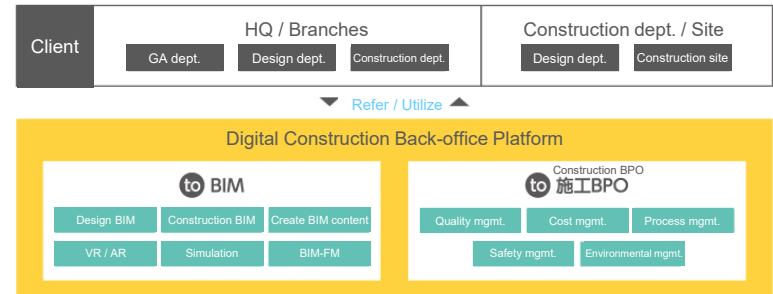 Client
HQ / Branches
GA dept.
Design dept.
Construction dept.
Construction dept. / Site
Design dept.
Construction site
Refer / Utilize
Digital Construction Back-office Platform
to BIM
Design BIM
Construction BIM
Create BIM content
VR / AR
Simulation
BIM-FM
Construction BPO
to 施工BPO
Quality mgmt.
Cost mgmt.
Process mgmt.
Safety mgmt.
Environmental mgmt.